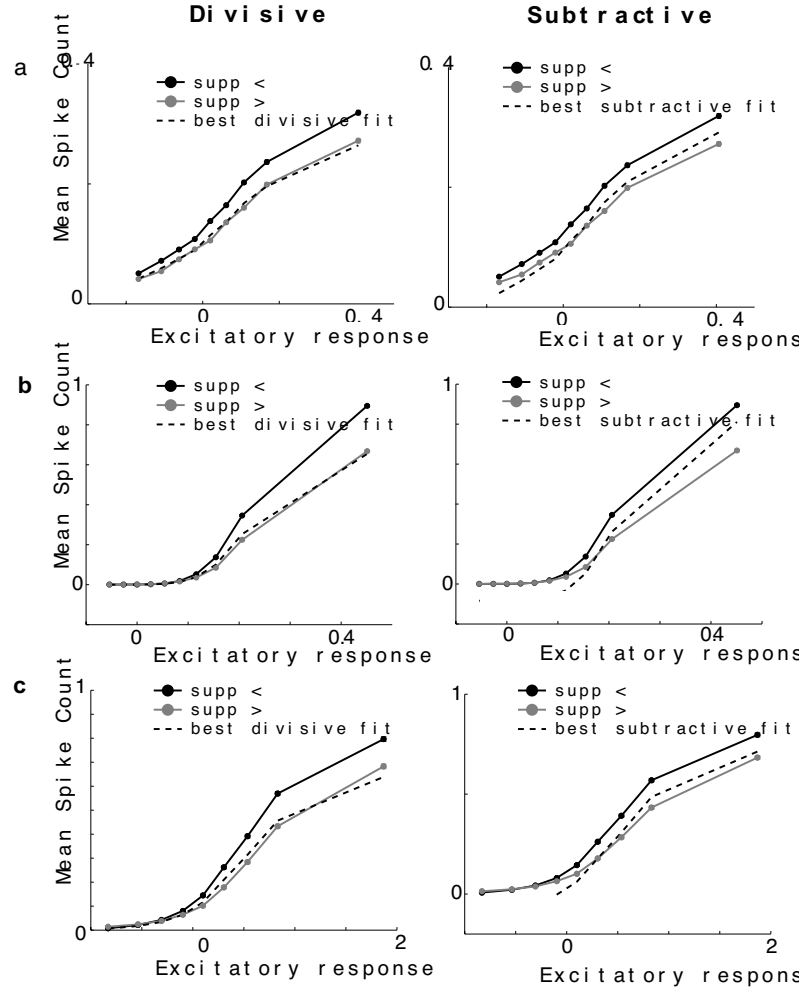 Divisive
Subtractive
a
Mean Spike Count
0.4
supp <
supp >
best divisive fit
0
0
0.4
Excitatory response
0.4
supp <
supp >
best subtractive fit
0
0
0.4
Excitatory respons
b
Mean Spike Count
1
supp <
supp >
best divisive fit
0
0
0.4
Excitatory response
1
supp <
supp >
best subtractive fit
0
0
04
Excitatory respons
c
Mean Spike Count
1
supp <
supp >
best divisive fit
0
0
2
Excitatory response
1
supp <
supp >
best subtractive fit
0
0
2
Excitatory respons